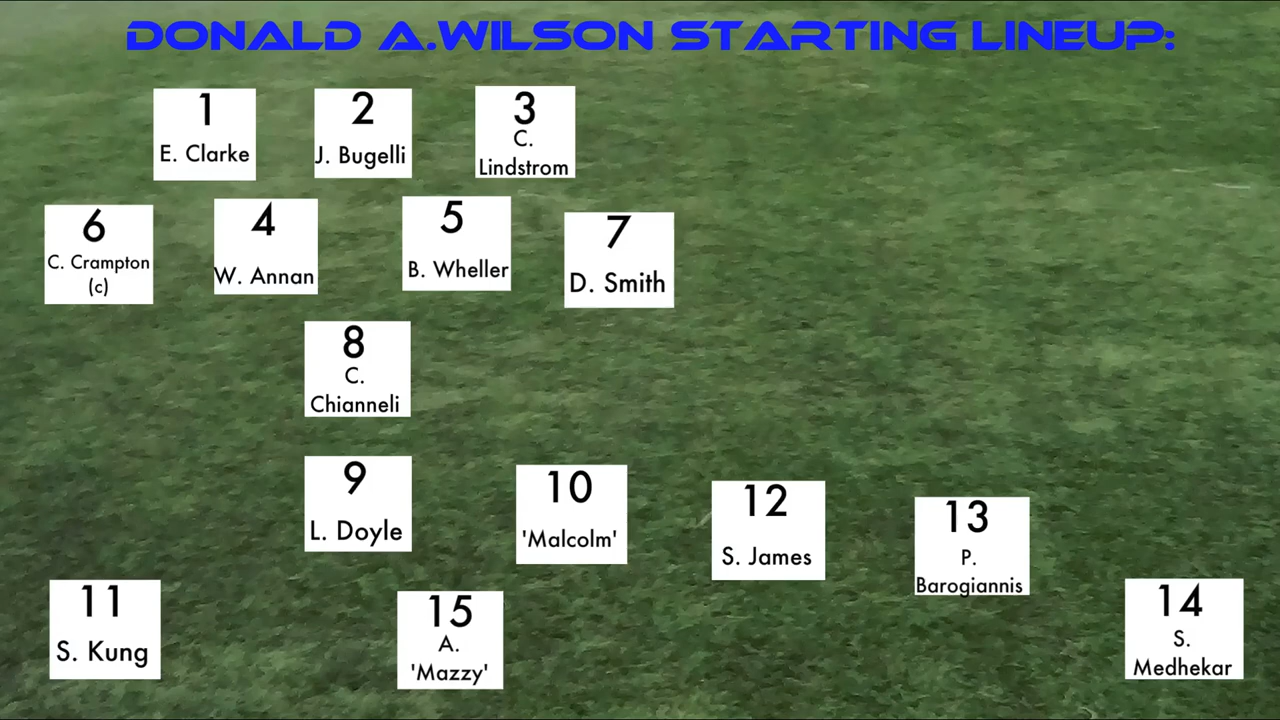 DONALD A.WILSON STARTING LINEUP:
1
E. Clarke
2
J. Bugelli
3
C.
Lindstrom
6
C. Crampton
(c)
4
W. Annan
5
B. Wheller
7
D. Smith
8
C.
Chianneli
9
L. Doyle
10
'Malcolm'
12
S. James
13
P.
Barogiannis
11
S. Kung
15
A.
'Mazzy'
14
S.
Medhekar